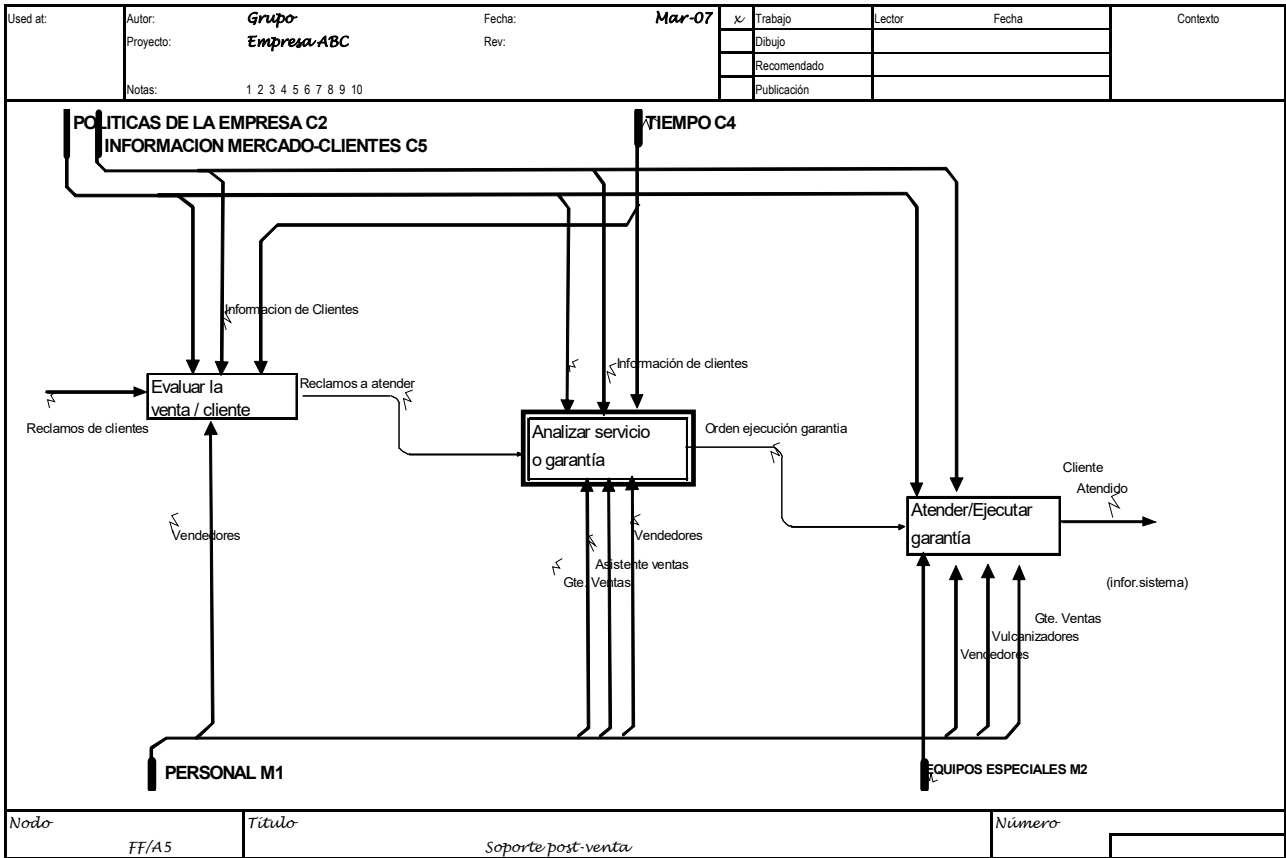 Used at:
Autor: Grupo Fecha: Mar-07
x Trabajo
Lector Fecha
Contexto
Proyecto: Empresa ABC Rev:
Dibujo
Recomendado
Notas: 1 2 3 4 5 6 7 8 9 10
Publicación
POLITICAS DE LA EMPRESA C2
TIEMPO C4
INFORMACION MERCADO-CLIENTES C5
Informacion de Clientes
Información de clientes
Evaluar la
venta / cliente
Reclamos a atender
Reclamos de clientes
Analizar servicio
o garantía
Orden ejecución garantia
Cliente
Atendido
Atender/Ejecutar
garantía
Vendedores
Vendedores
Asistente ventas
Gte. Ventas
(infor.sistema)
Gte. Ventas
Vulcanizadores
Vendedores
PERSONAL M1
EQUIPOS ESPECIALES M2
Nodo
FF/A5
Título
Soporte post-venta
Número